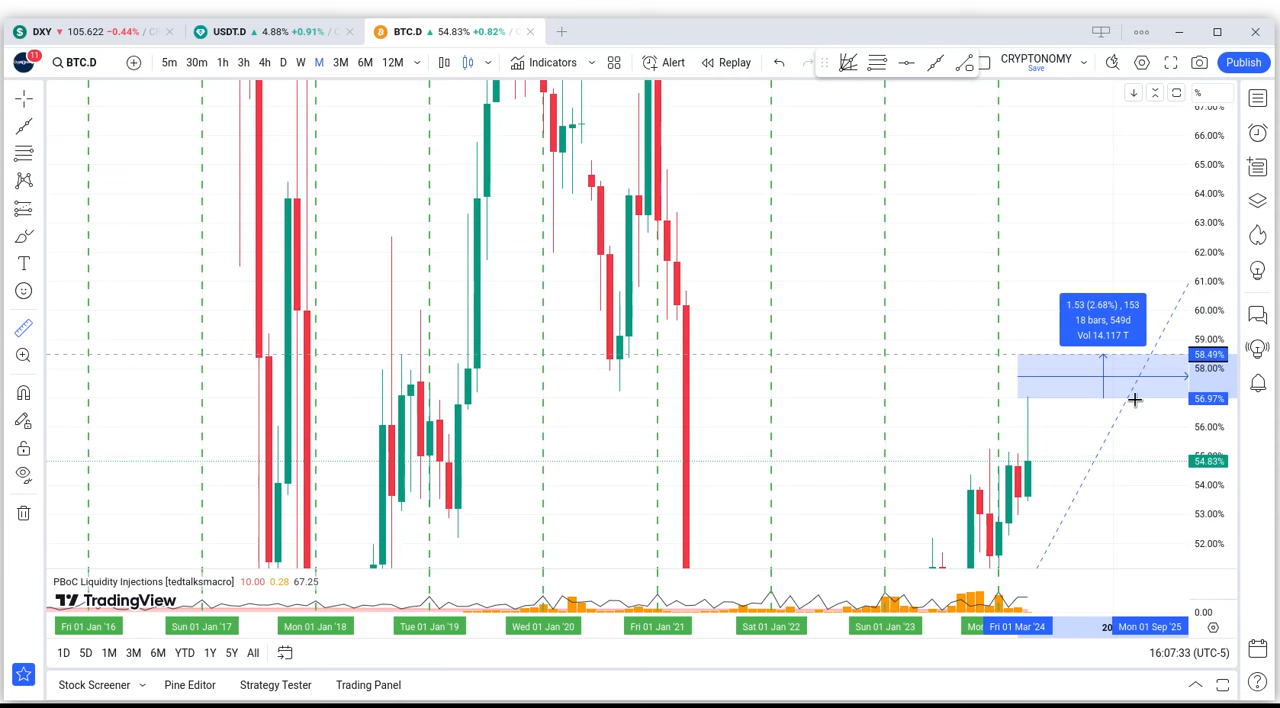 DXY 105.622 −0.44% / CF
USDT.D 4.88% +0.91% / C
BTC.D 54.83% +0.82% / C
11
BTC.D 5m 30m 1h 3h 4h D W M 3M 6M 12M Indicators Alert Replay CRYPTONOMY Save Publish
%
67.00%
66.00%
65.00%
64.00%
63.00%
62.00%
61.00%
60.00%
59.00%
58.49%
58.00%
56.97%
56.00%
55.00%
54.83%
54.00%
53.00%
52.00%
1.53 (2.68%) , 153
18 bars, 549d
Vol 14.117 T
PBoC Liquidity Injections [tedtalksmacro] 10.00 0.28 67.25
TradingView
0.00
Fri 01 Jan '16 Sun 01 Jan '17 Mon 01 Jan '18 Tue 01 Jan '19 Wed 01 Jan '20 Fri 01 Jan '21 Sat 01 Jan '22 Sun 01 Jan '23 Mon Fri 01 Mar '24 20 Mon 01 Sep '25
1D 5D 1M 3M 6M YTD 1Y 5Y All 16:07:33 (UTC-5)
Stock Screener Pine Editor Strategy Tester Trading Panel